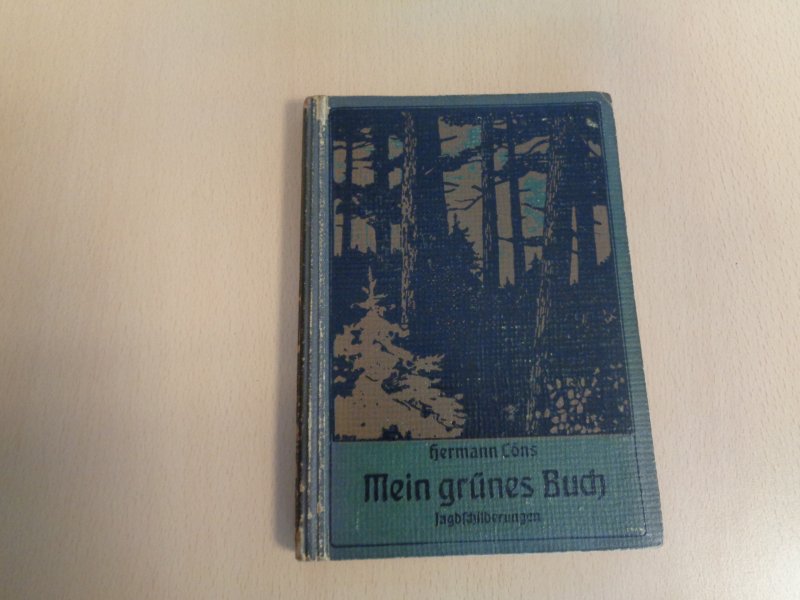 Hermann Löns
Mein grünes Buch
Jagdschilderungen